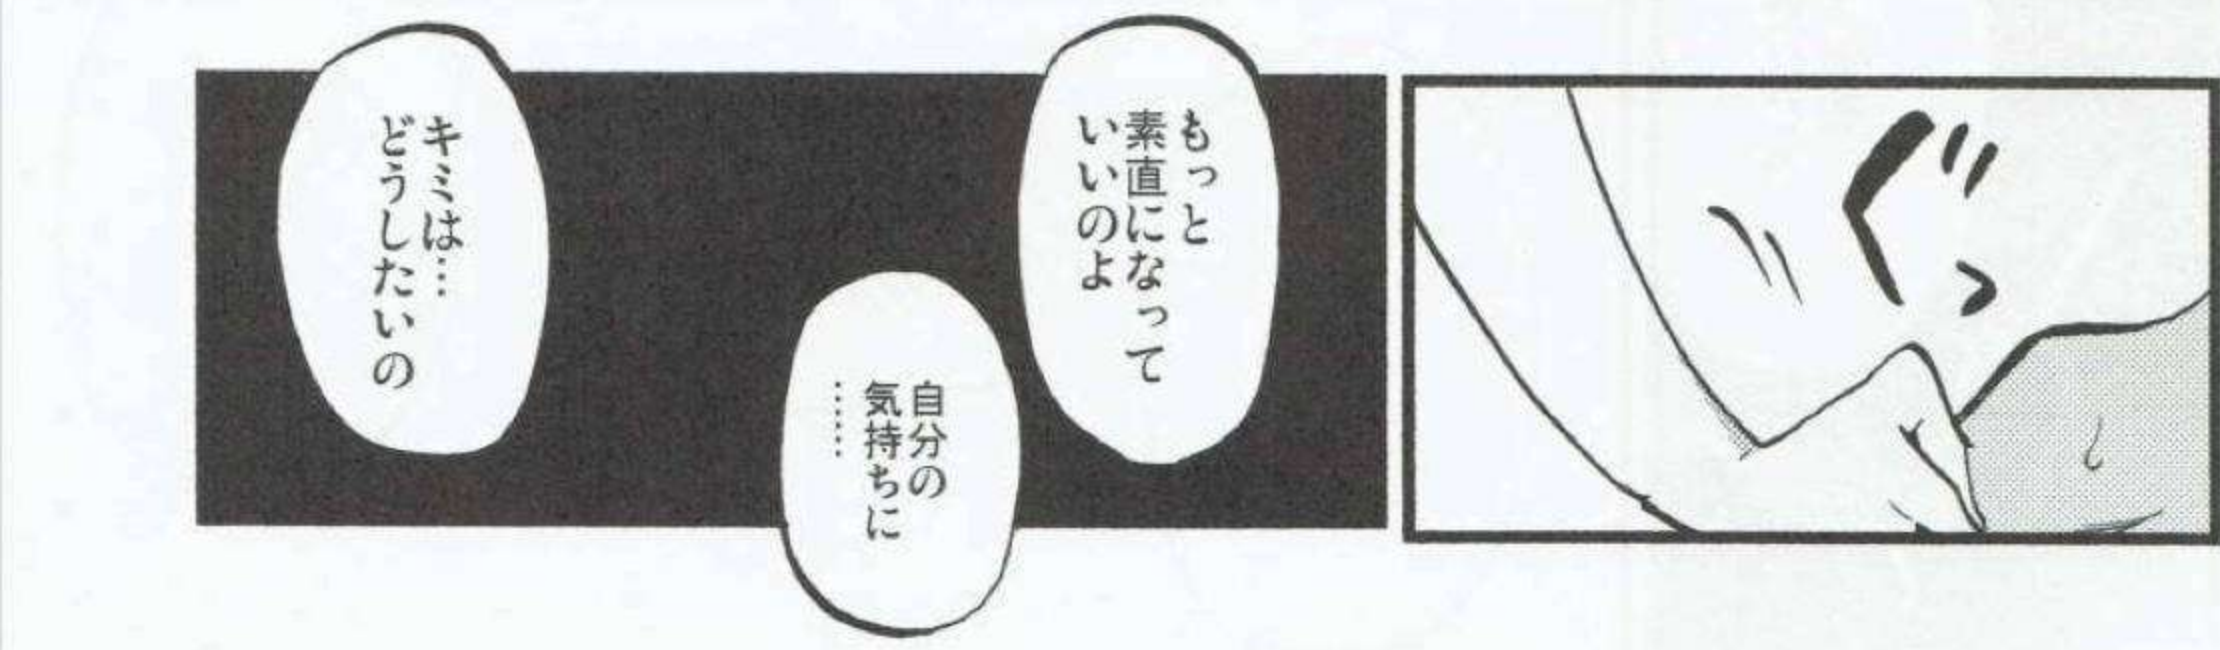 ぐっ
もっと
素直になって
いいのよ
自分の
気持ちに
……
キミは…
どうしたいの